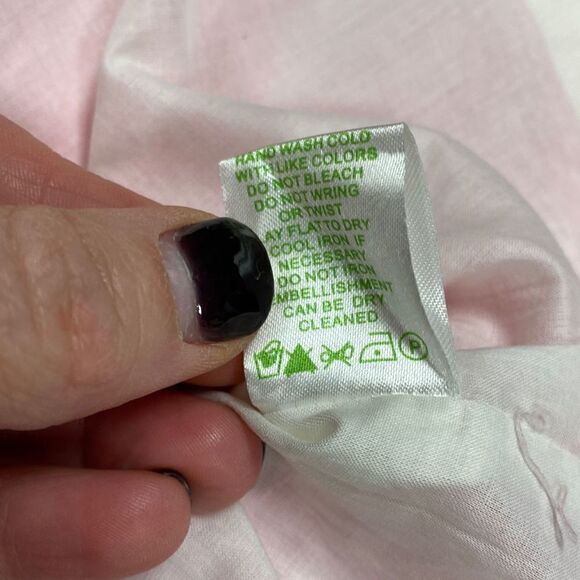 HAND WASH COLD
WITH LIKE COLORS
DO NOT BLEACH
DO NOT WRING
OR TWIST
AY FLAT TO DRY
COOL IRON IF
NECESSARY
DO NOT IRON
EMBELLISHMENT
CAN BE DRY
CLEANED
P